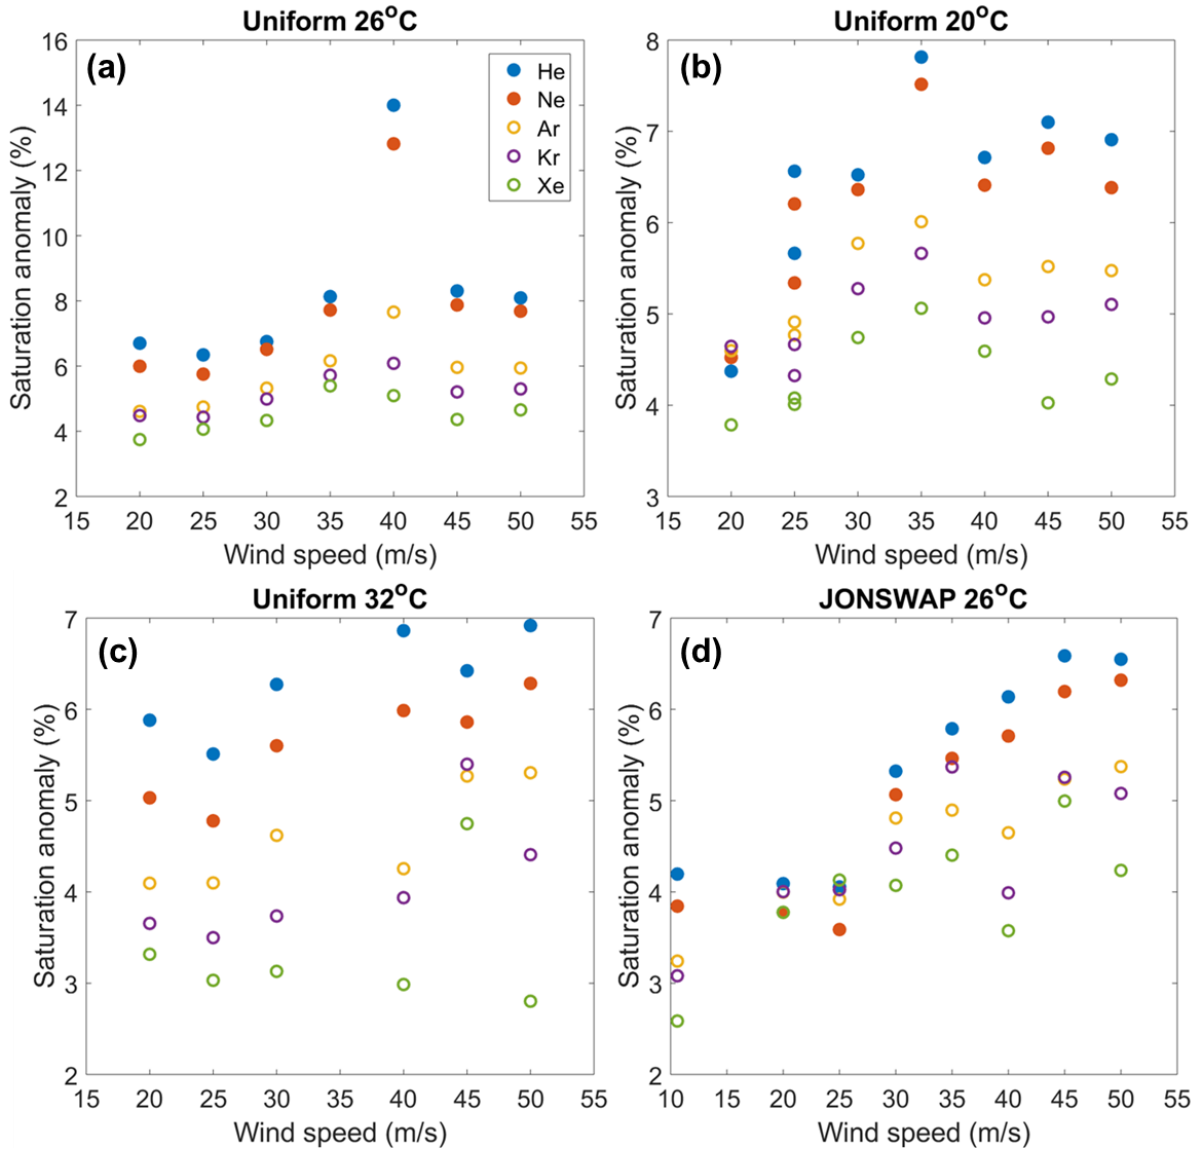 Uniform 26°C
(a)
16
14
12
10
8
6
4
2
15 20 25 30 35 40 45 50 55
Saturation anomaly (%)
Wind speed (m/s)
He
Ne
Ar
Kr
Xe
Uniform 20°C
(b)
8
7
6
5
4
3
15 20 25 30 35 40 45 50 55
Saturation anomaly (%)
Wind speed (m/s)
Uniform 32°C
(c)
7
6
5
4
3
2
15 20 25 30 35 40 45 50 55
Saturation anomaly (%)
Wind speed (m/s)
JONSWAP 26°C
(d)
7
6
5
4
3
2
10 15 20 25 30 35 40 45 50 55
Saturation anomaly (%)
Wind speed (m/s)